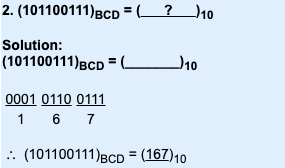 2. (101100111)BCD = (___?___)10
Solution:
(101100111)BCD = (_______)10
0001 0110 0111
1 6 7
∴ (101100111)BCD = (167)10